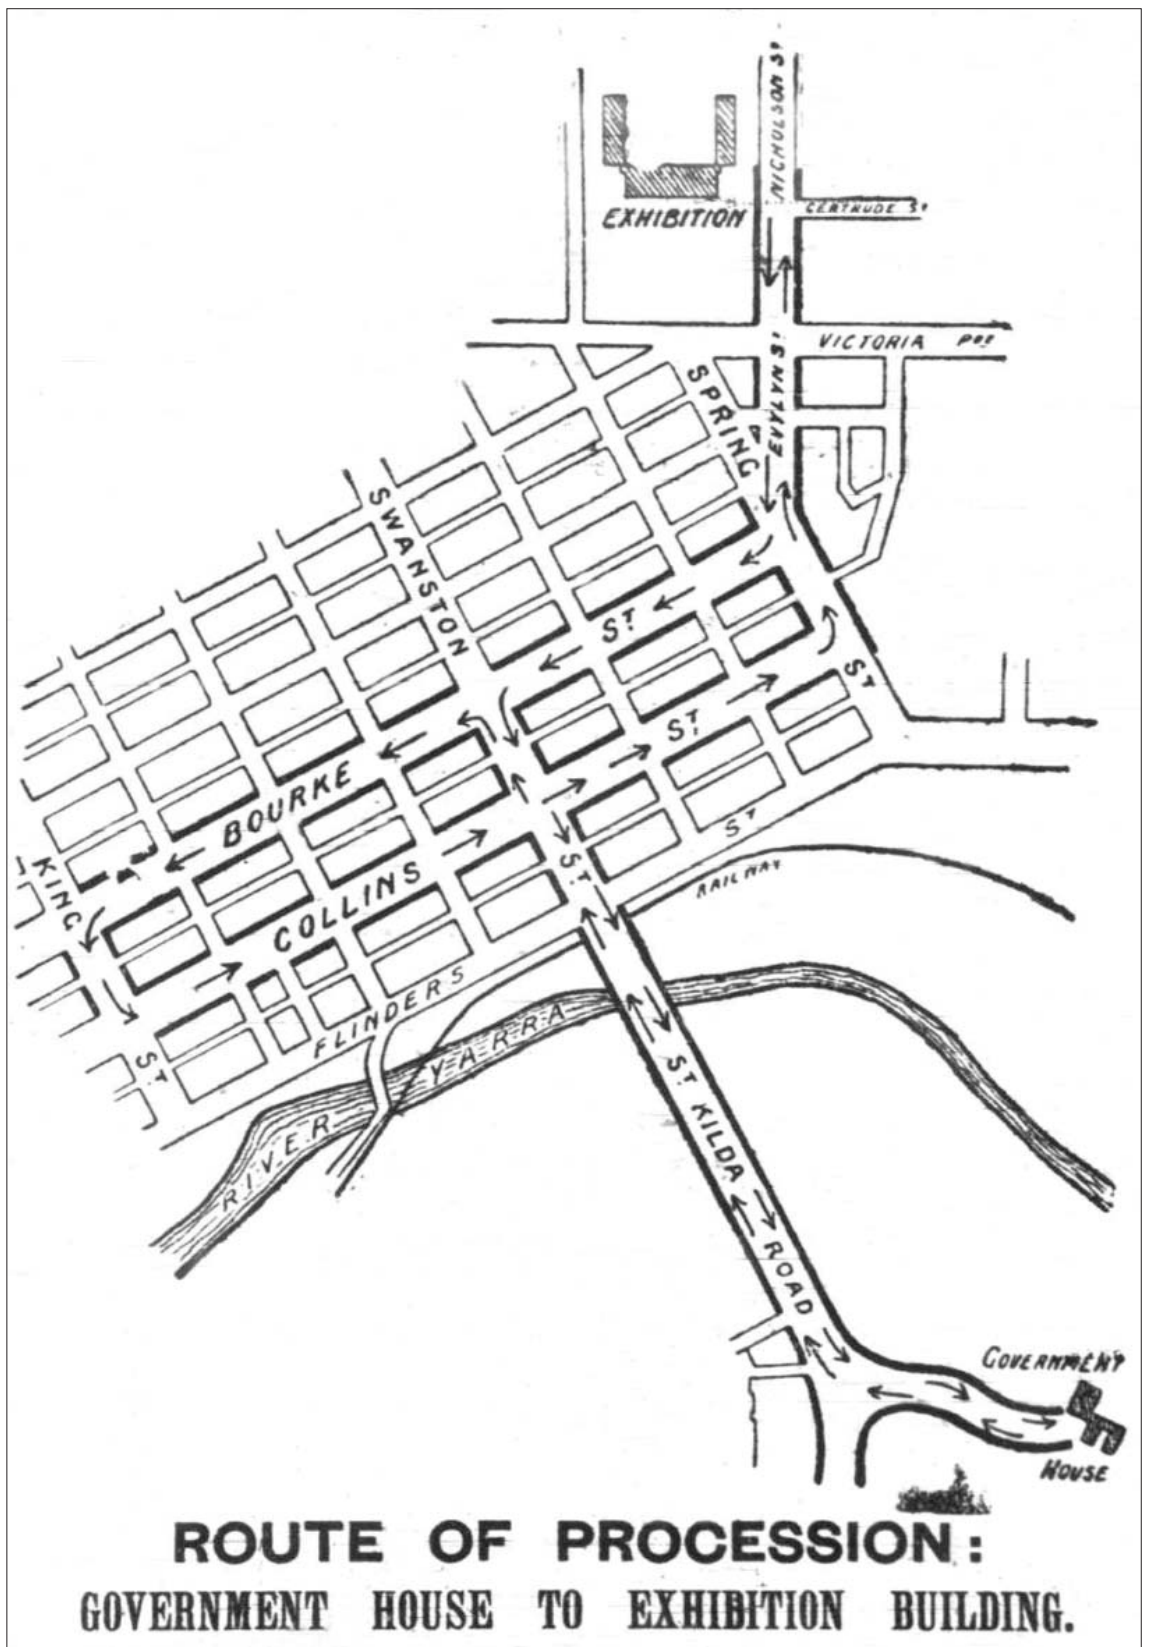 NICHOLSON ST
GERTRUDE ST
EXHIBITION
VICTORIA PDE
EVYLYN ST
SPRING
SWANSTON
ST
ST
ST
BOURKE
ST
COLLINS
KING
ST
RAILWAY
FLINDERS
ST
RIVER YARRA
ST KILDA ROAD
GOVERNMENT
HOUSE
ROUTE OF PROCESSION:
GOVERNMENT HOUSE TO EXHIBITION BUILDING.